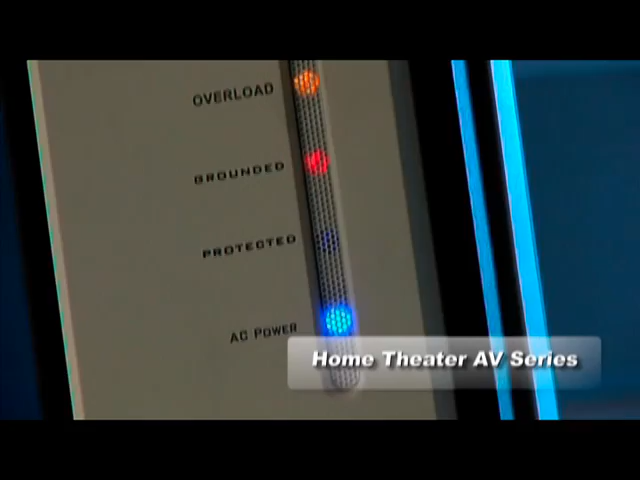 OVERLOAD
GROUNDED
PROTECTED
AC POWER
Home Theater AV Series